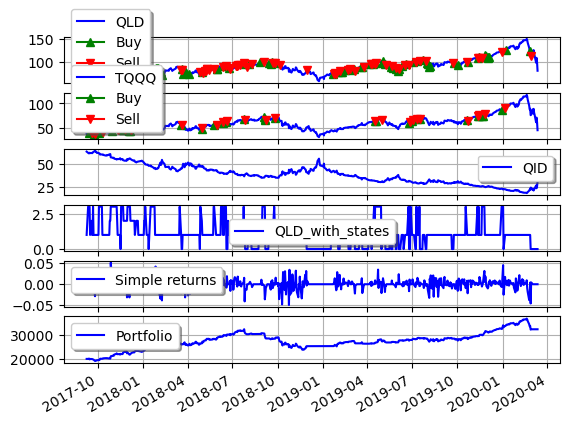 QLD
Buy
Sell
150
100
TQQQ
Buy
Sell
100
50
QID
50
25
QLD_with_states
2.5
0.0
Simple returns
0.05
0.00
−0.05
Portfolio
30000
20000
2017-10
2018-01
2018-04
2018-07
2018-10
2019-01
2019-04
2019-07
2019-10
2020-01
2020-04